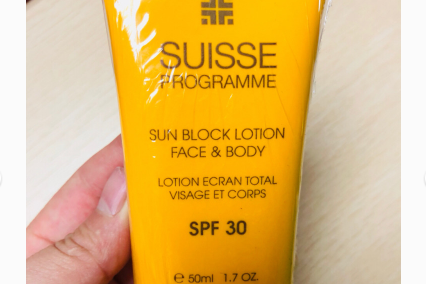 SUISSE
PROGRAMME
SUN BLOCK LOTION
FACE & BODY
LOTION ECRAN TOTAL
VISAGE ET CORPS
SPF 30
℮ 50ml 1.7 OZ.